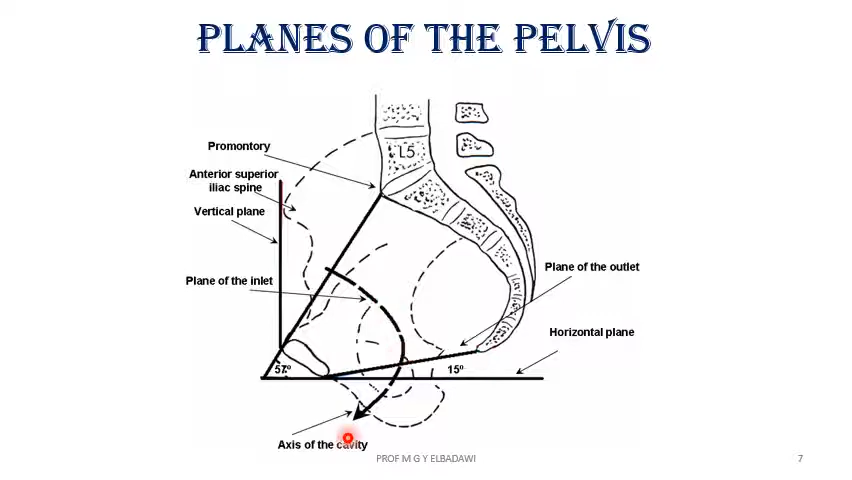 PLANES OF THE PELVIS
L5
Promontory
Anterior superior
iliac spine
Vertical plane
Plane of the inlet
Plane of the outlet
Horizontal plane
57º
15º
Axis of the cavity
PROF M G Y ELBADAWI
7